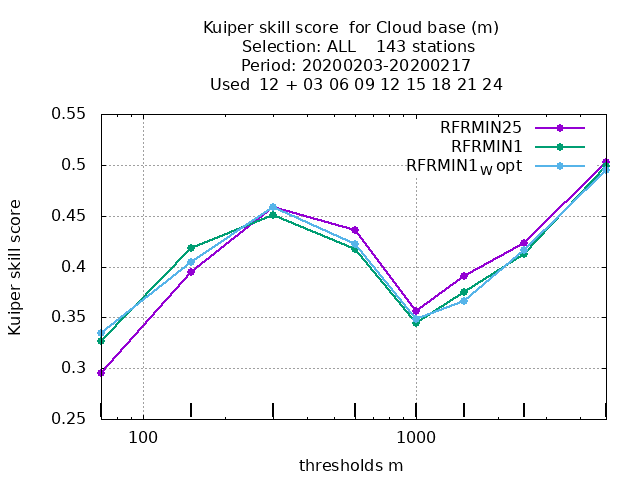 Kuiper skill score  for Cloud base (m)
Selection: ALL    143 stations
Period: 20200203-20200217
Used  12 + 03 06 09 12 15 18 21 24
RFRMIN25
RFRMIN1
RFRMIN1W opt
0.55
0.5
0.45
0.4
0.35
0.3
0.25
Kuiper skill score
100
1000
thresholds m